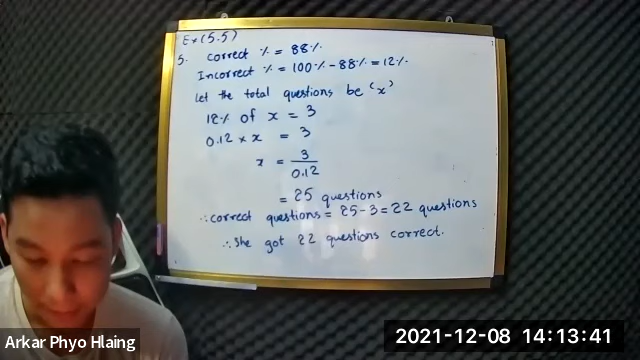 Ex (5.5)
5. correct % = 88%
Incorrect % = 100% - 88% = 12%
Let the total questions be 'x'
12% of x = 3
0.12 × x = 3
x = 3/0.12
= 25 questions
∴ correct questions = 25 - 3 = 22 questions
∴ she got 22 questions correct.
Arkar Phyo Hlaing
2021-12-08 14:13:41